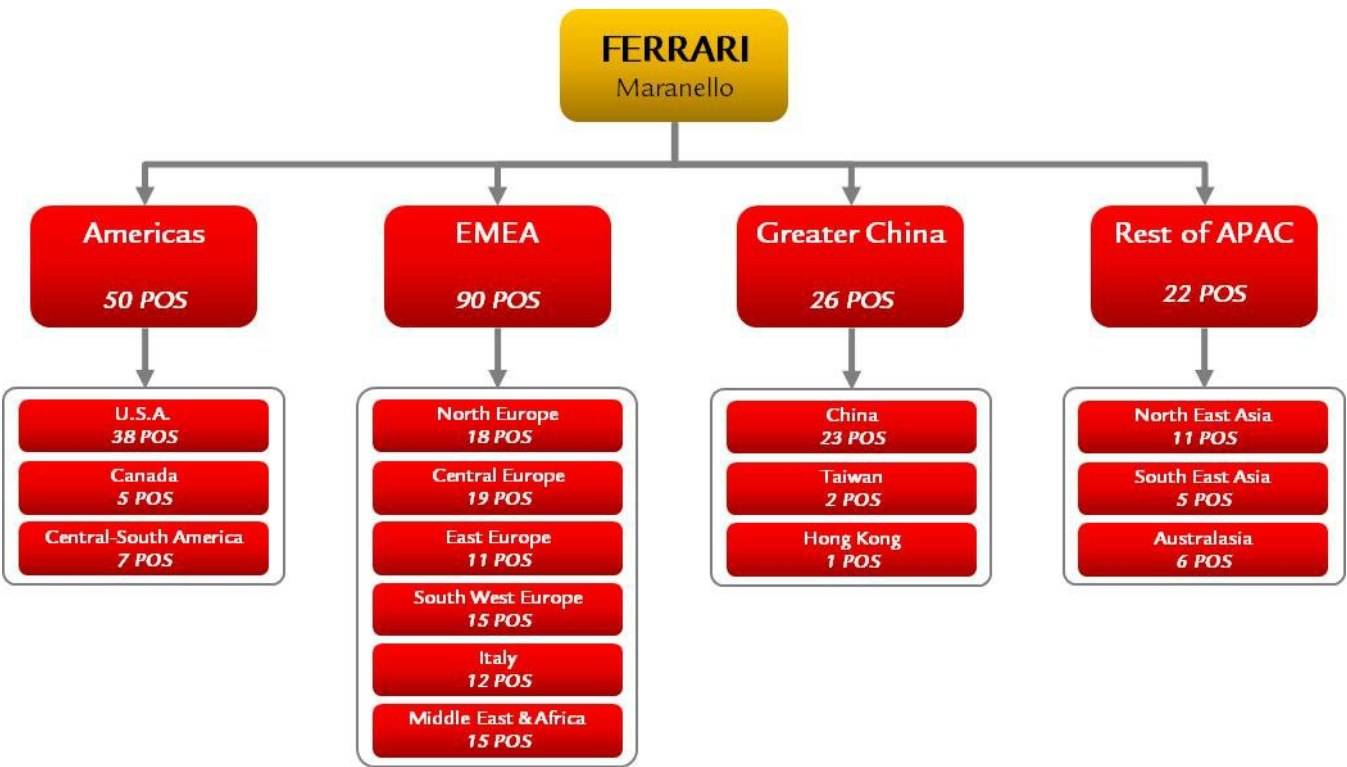 FERRARI
Maranello
Americas
50 POS
EMEA
90 POS
Greater China
26 POS
Rest of APAC
22 POS
U.S.A.
38 POS
Canada
5 POS
Central-South America
7 POS
North Europe
18 POS
Central Europe
19 POS
East Europe
11 POS
South West Europe
15 POS
Italy
12 POS
Middle East & Africa
15 POS
China
23 POS
Taiwan
2 POS
Hong Kong
1 POS
North East Asia
11 POS
South East Asia
5 POS
Australasia
6 POS